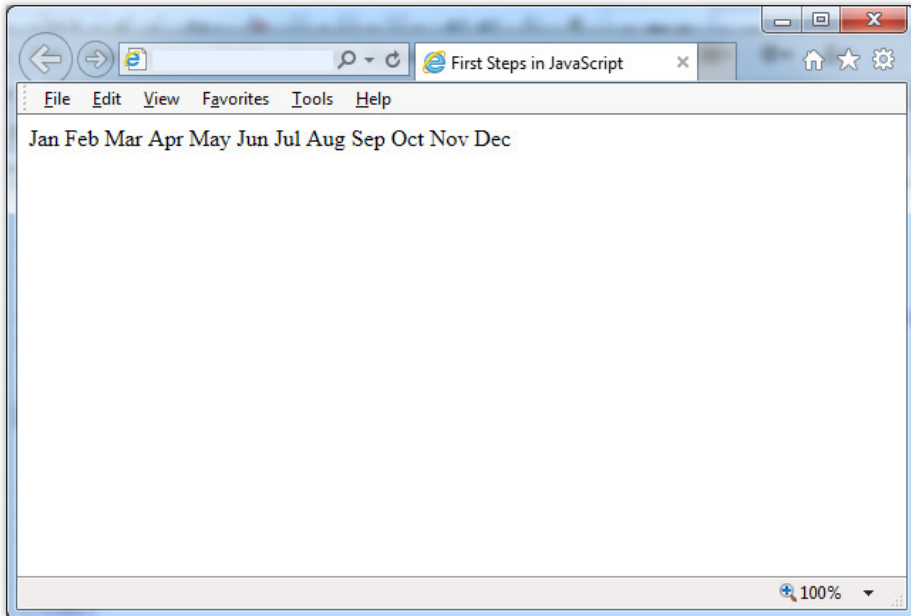 First Steps in JavaScript
File Edit View Favorites Tools Help
Jan Feb Mar Apr May Jun Jul Aug Sep Oct Nov Dec
100%